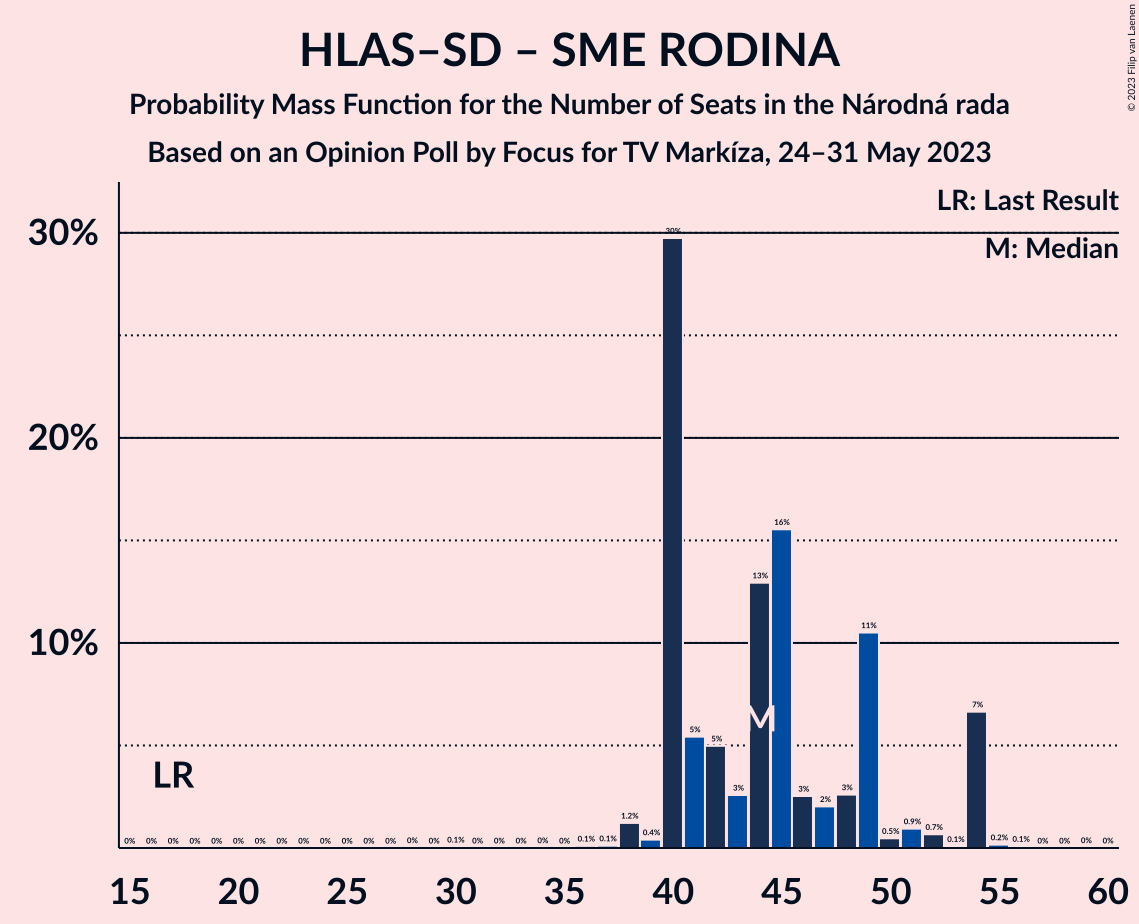 © 2023 Filip van Laenen
HLAS–SD – SME RODINA
Probability Mass Function for the Number of Seats in the Národná rada
Based on an Opinion Poll by Focus for TV Markíza, 24–31 May 2023
LR: Last Result
M: Median
30%
20%
10%
LR
M
0% 0% 0% 0% 0% 0% 0% 0% 0% 0% 0% 0% 0% 0% 0% 0.1% 0% 0% 0% 0% 0% 0.1% 0.1% 1.2% 0.4% 30% 5% 5% 3% 13% 16% 3% 2% 3% 11% 0.5% 0.9% 0.7% 0.1% 7% 0.2% 0.1% 0% 0% 0% 0%
15 20 25 30 35 40 45 50 55 60